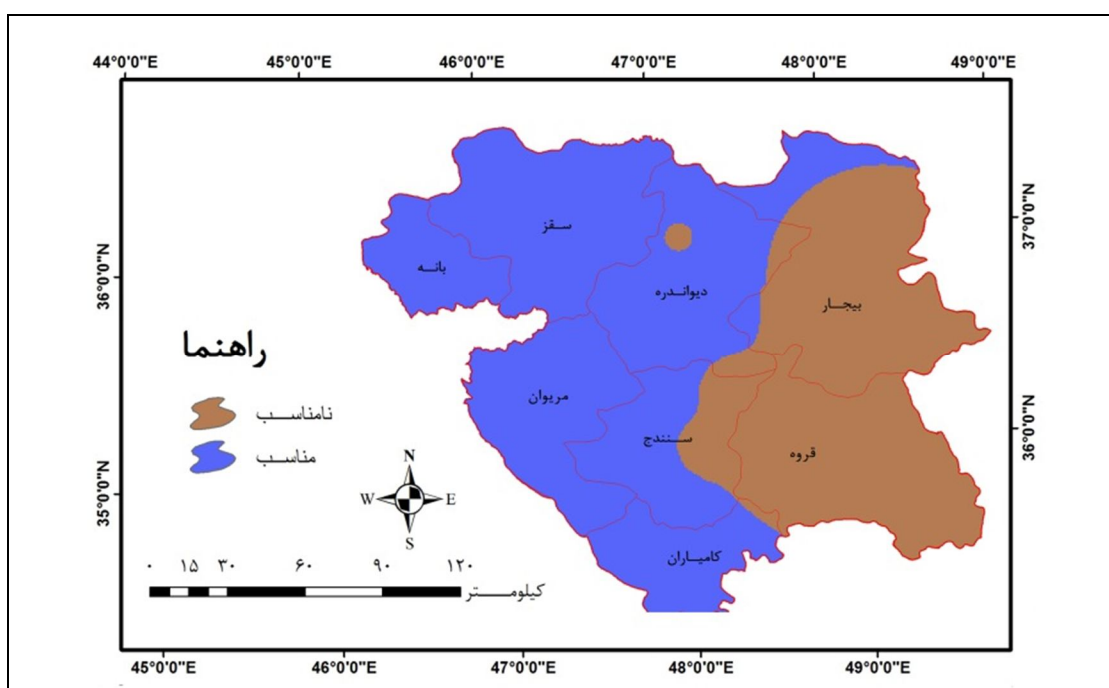 44°0'0"E 45°0'0"E 46°0'0"E 47°0'0"E 48°0'0"E 49°0'0"E
37°0'0"N
36°0'0"N
36°0'0"N
35°0'0"N
سقز
بانه
دیواندره
بیجار
مریوان
سنندج
قروه
کامیاران
راهنما
نامناسب
مناسب
N
W E
S
۰ ۱۵ ۳۰ ۶۰ ۹۰ ۱۲۰
کیلومتر
45°0'0"E 46°0'0"E 47°0'0"E 48°0'0"E 49°0'0"E